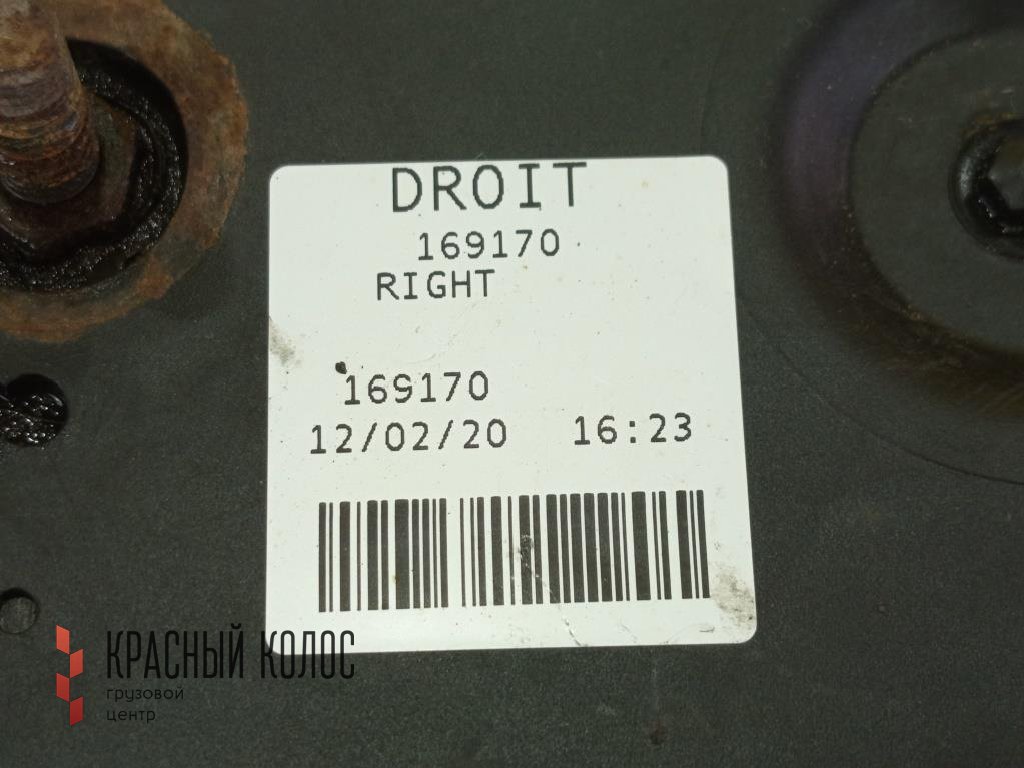 DROIT
169170
RIGHT
169170
12/02/20 16:23
КРАСНЫЙ КОЛОС
грузовой
центр